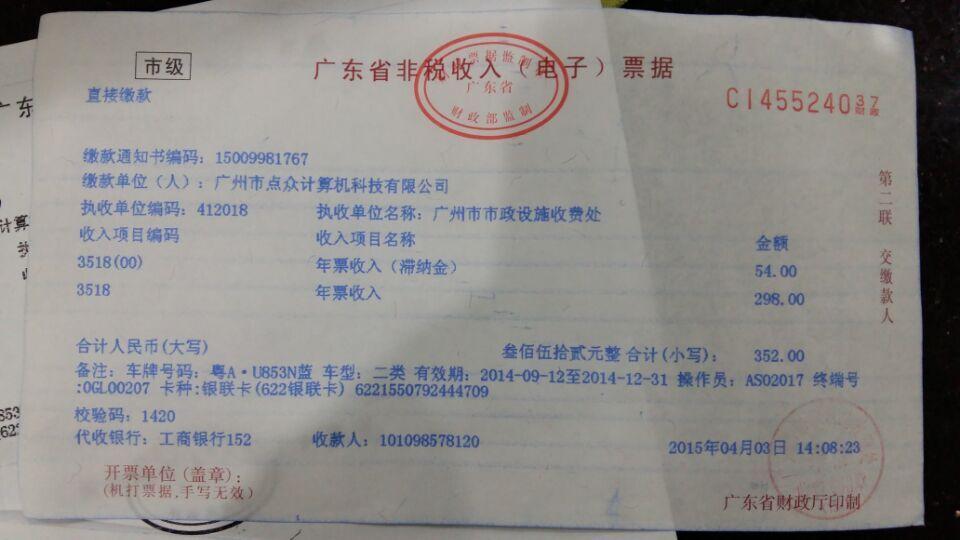 市级
广东省非税收入（电子）票据
直接缴款
广东省
财政部监制
CI45524037
财政
缴款通知书编码：15009981767
缴款单位（人）：广州市点众计算机科技有限公司
执收单位编码：412018 执收单位名称：广州市市政设施收费处
收入项目编码 收入项目名称 金额
3518(00) 年票收入（滞纳金） 54.00
3518 年票收入 298.00
第二联 交缴款人
合计人民币(大写) 叁佰伍拾贰元整 合计(小写)： 352.00
备注：车牌号码：粤A·U853N蓝 车型：二类 有效期：2014-09-12至2014-12-31 操作员：AS02017 终端号
:0GL00207 卡种:银联卡(622银联卡) 6221550792444709
校验码：1420
代收银行：工商银行152 收款人：101098578120 2015年04月03日 14:08:23
开票单位（盖章）：
(机打票据,手写无效)
广东省财政厅印制